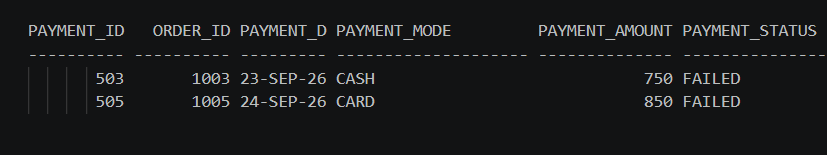 PAYMENT_ID   ORDER_ID PAYMENT_D PAYMENT_MODE         PAYMENT_AMOUNT PAYMENT_STATUS
---------- ---------- --------- -------------------- -------------- ---------------
503       1003 23-SEP-26 CASH                            750 FAILED
505       1005 24-SEP-26 CARD                            850 FAILED